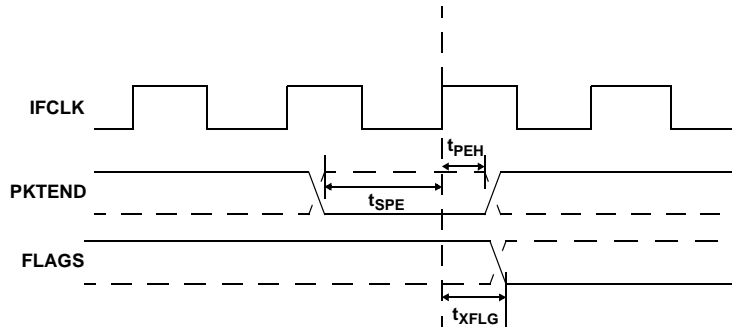 IFCLK
tPEH
PKTEND
tSPE
FLAGS
tXFLG